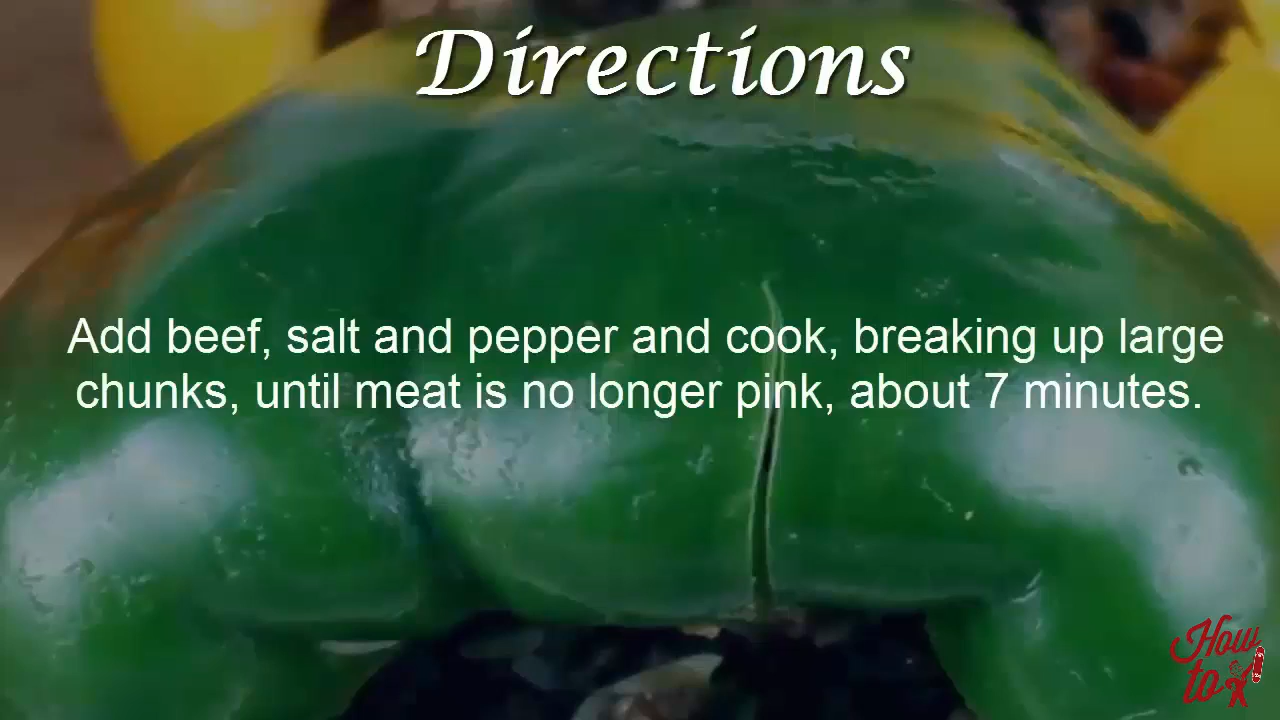 Directions
Add beef, salt and pepper and cook, breaking up large
chunks, until meat is no longer pink, about 7 minutes.
How
to